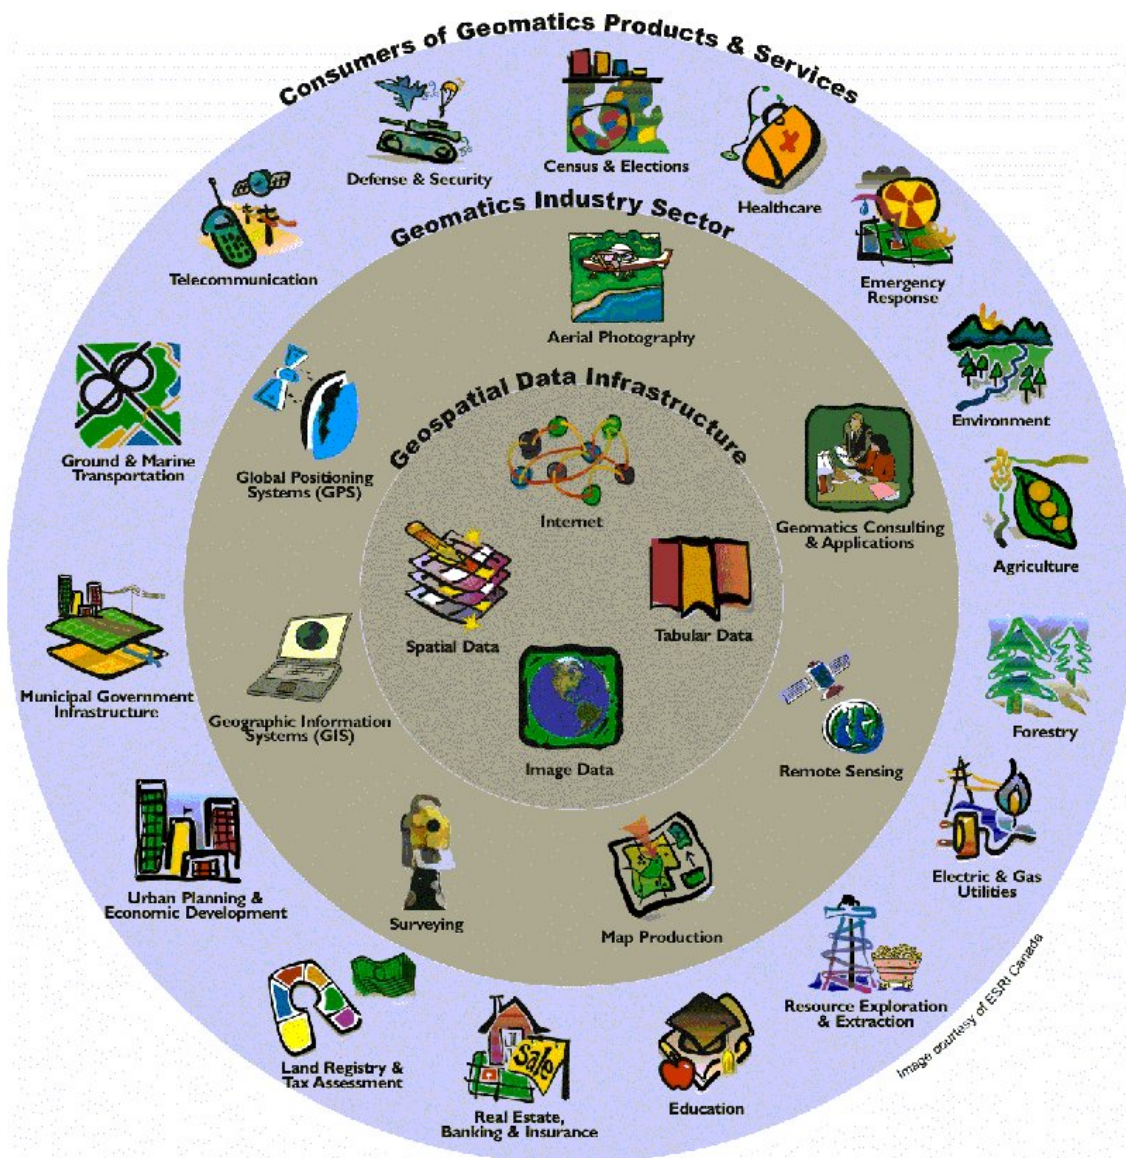 Consumers of Geomatics Products & Services
Defense & Security
Census & Elections
Healthcare
Telecommunication
Geomatics Industry Sector
Emergency
Response
Aerial Photography
Environment
Ground & Marine
Transportation
Global Positioning
Systems (GPS)
Geospatial Data Infrastructure
Internet
Geomatics Consulting
& Applications
Agriculture
Spatial Data
Tabular Data
Municipal Government
Infrastructure
Geographic Information
Systems (GIS)
Image Data
Remote Sensing
Forestry
Urban Planning &
Economic Development
Surveying
Map Production
Electric & Gas
Utilities
Resource Exploration
& Extraction
Land Registry &
Tax Assessment
Sale
Real Estate,
Banking & Insurance
Education
Image courtesy of ESRI Canada